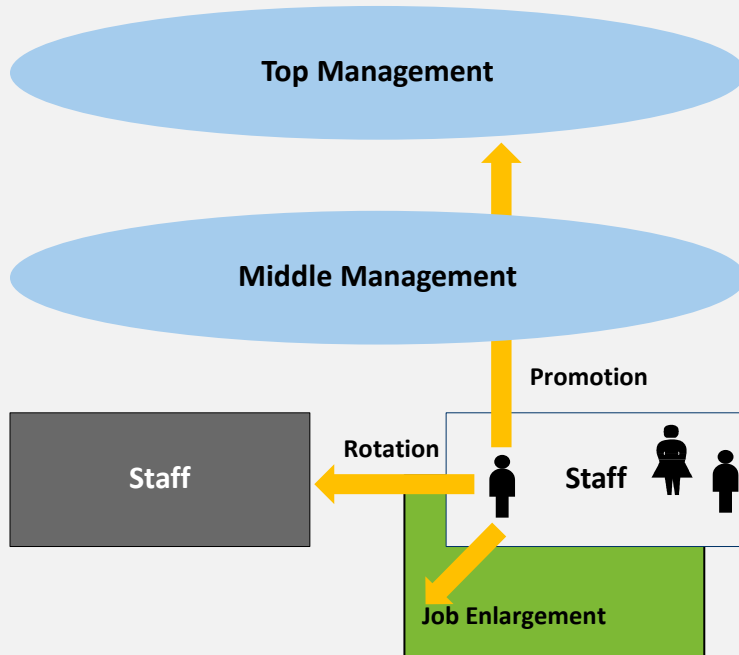 Top Management
Middle Management
Promotion
Rotation
Staff
Staff
Job Enlargement